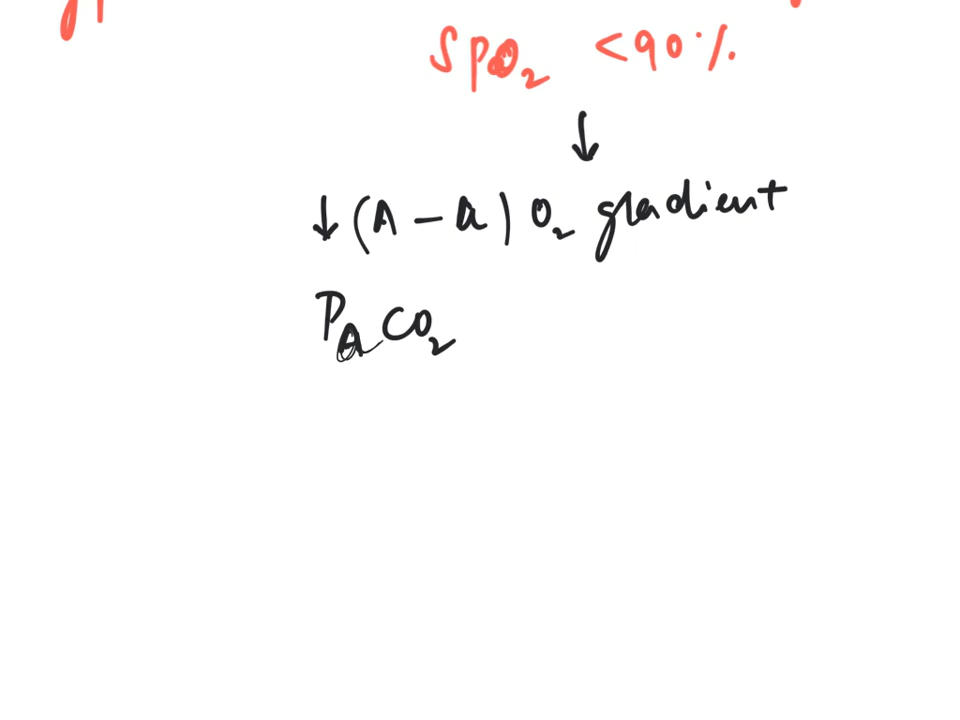 SpO₂ <90%
↓
↓(A-a) O₂ gradient
PACO₂